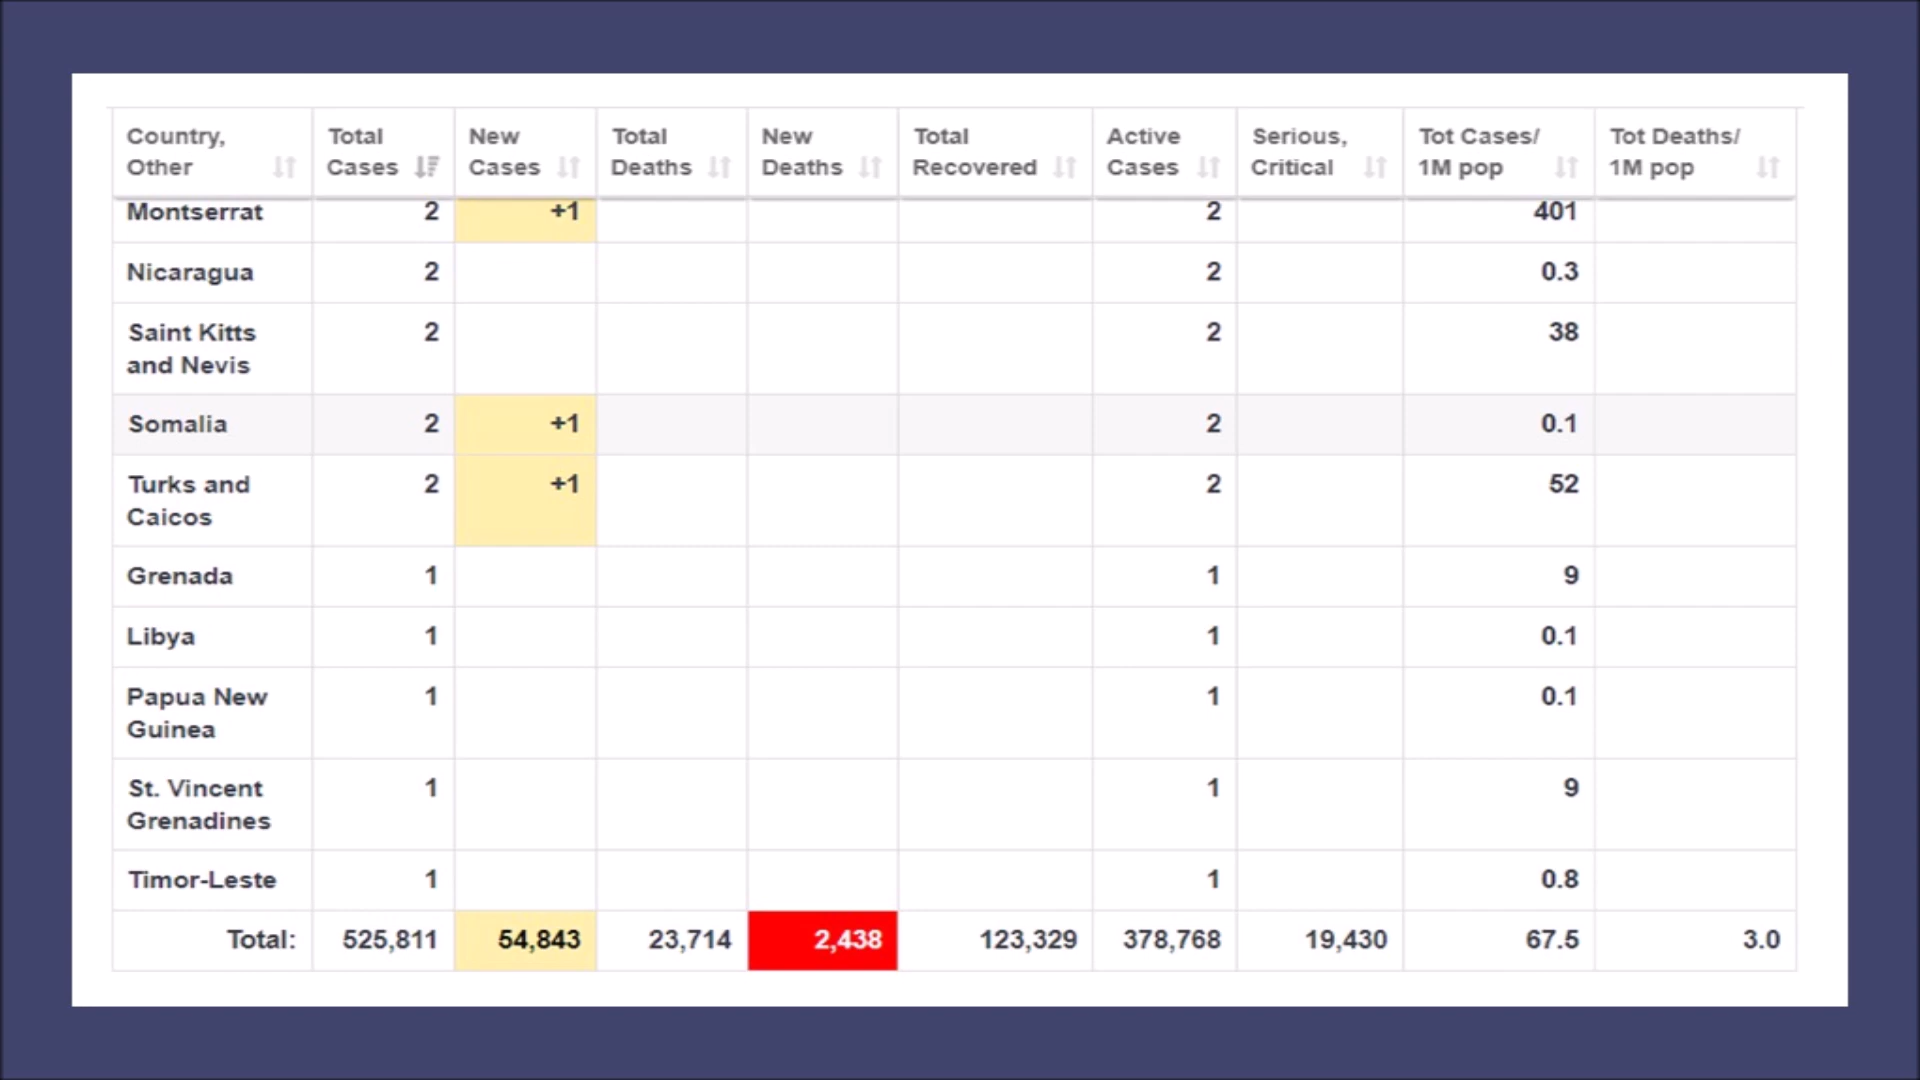 Country, Other Total Cases New Cases Total Deaths New Deaths Total Recovered Active Cases Serious, Critical Tot Cases/ 1M pop Tot Deaths/ 1M pop
Montserrat 2 +1 2 401
Nicaragua 2 2 0.3
Saint Kitts and Nevis 2 2 38
Somalia 2 +1 2 0.1
Turks and Caicos 2 +1 2 52
Grenada 1 1 9
Libya 1 1 0.1
Papua New Guinea 1 1 0.1
St. Vincent Grenadines 1 1 9
Timor-Leste 1 1 0.8
Total: 525,811 54,843 23,714 2,438 123,329 378,768 19,430 67.5 3.0